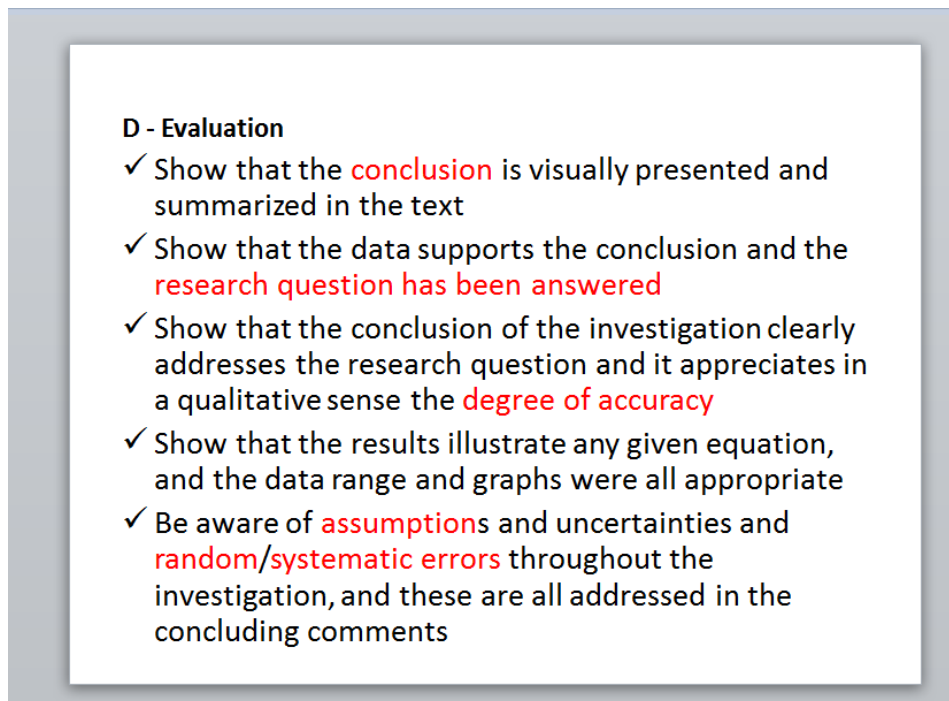 D - Evaluation
✓ Show that the conclusion is visually presented and
summarized in the text
✓ Show that the data supports the conclusion and the
research question has been answered
✓ Show that the conclusion of the investigation clearly
addresses the research question and it appreciates in
a qualitative sense the degree of accuracy
✓ Show that the results illustrate any given equation,
and the data range and graphs were all appropriate
✓ Be aware of assumptions and uncertainties and
random/systematic errors throughout the
investigation, and these are all addressed in the
concluding comments